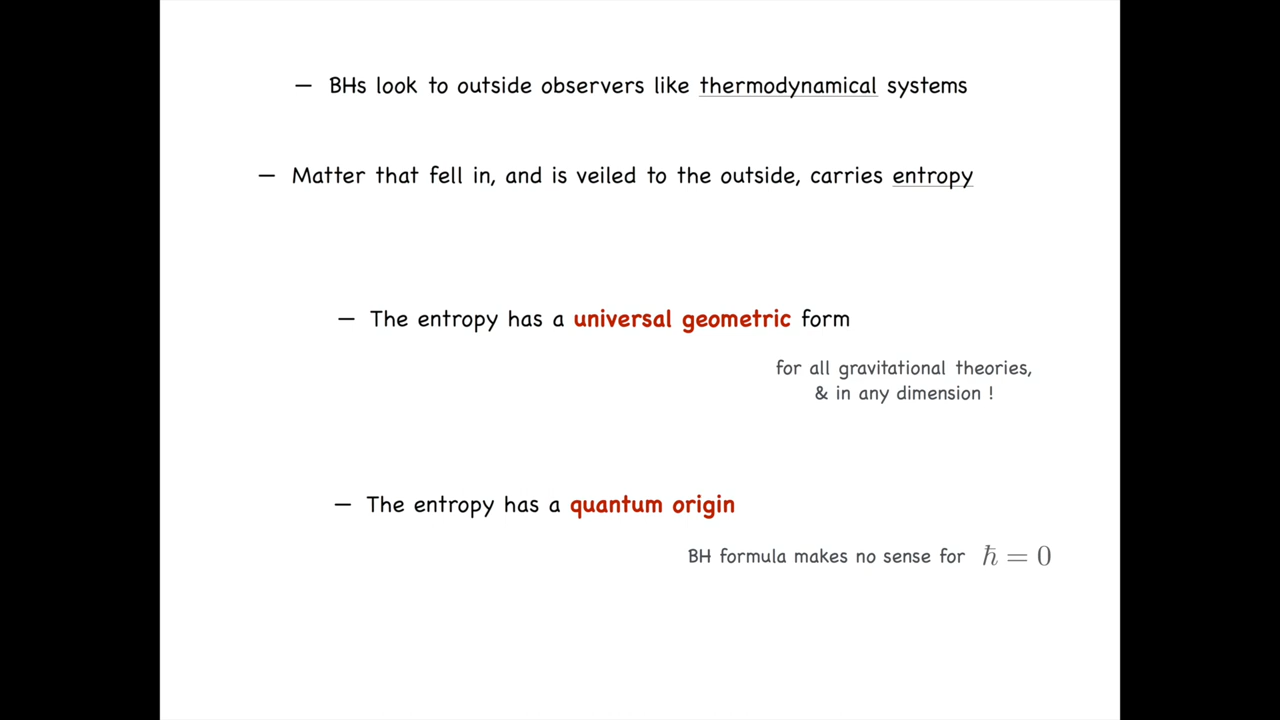 — BHs look to outside observers like thermodynamical systems
— Matter that fell in, and is veiled to the outside, carries entropy
— The entropy has a universal geometric form
for all gravitational theories,
& in any dimension !
— The entropy has a quantum origin
BH formula makes no sense for ℏ = 0